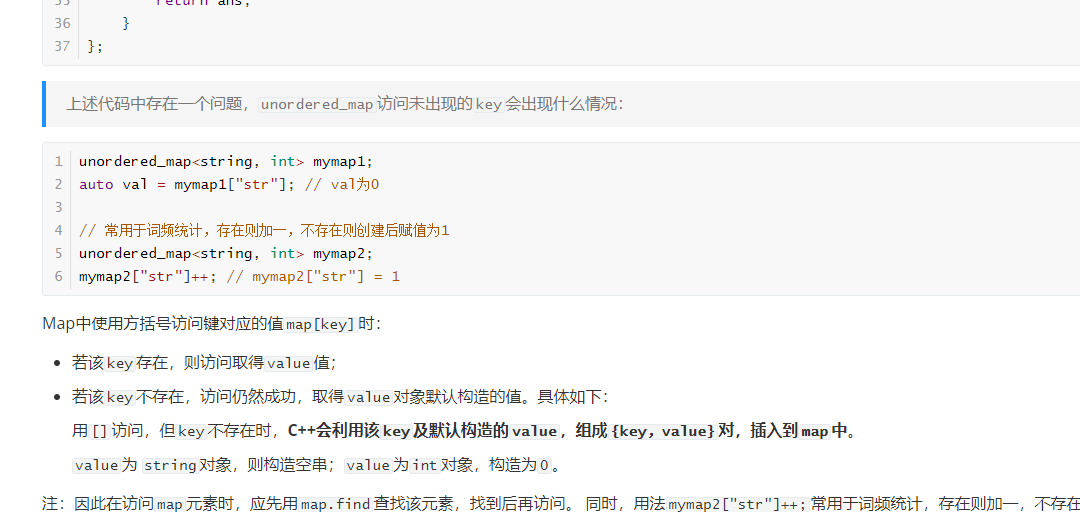 35 return ans;
36 }
37 };
上述代码中存在一个问题，unordered_map访问未出现的key会出现什么情况：
1 unordered_map<string, int> mymap1;
2 auto val = mymap1["str"]; // val为0
3
4 // 常用于词频统计，存在则加一，不存在则创建后赋值为1
5 unordered_map<string, int> mymap2;
6 mymap2["str"]++; // mymap2["str"] = 1
Map中使用方括号访问键对应的值map[key]时：
若该key存在，则访问取得value值；
若该key不存在，访问仍然成功，取得value对象默认构造的值。具体如下：
用[]访问，但key不存在时，C++会利用该key及默认构造的value，组成{key，value}对，插入到map中。
value为 string对象，则构造空串；value为int对象，构造为0。
注：因此在访问map元素时，应先用map.find查找该元素，找到后再访问。 同时，用法mymap2["str"]++;常用于词频统计，存在则加一，不存在